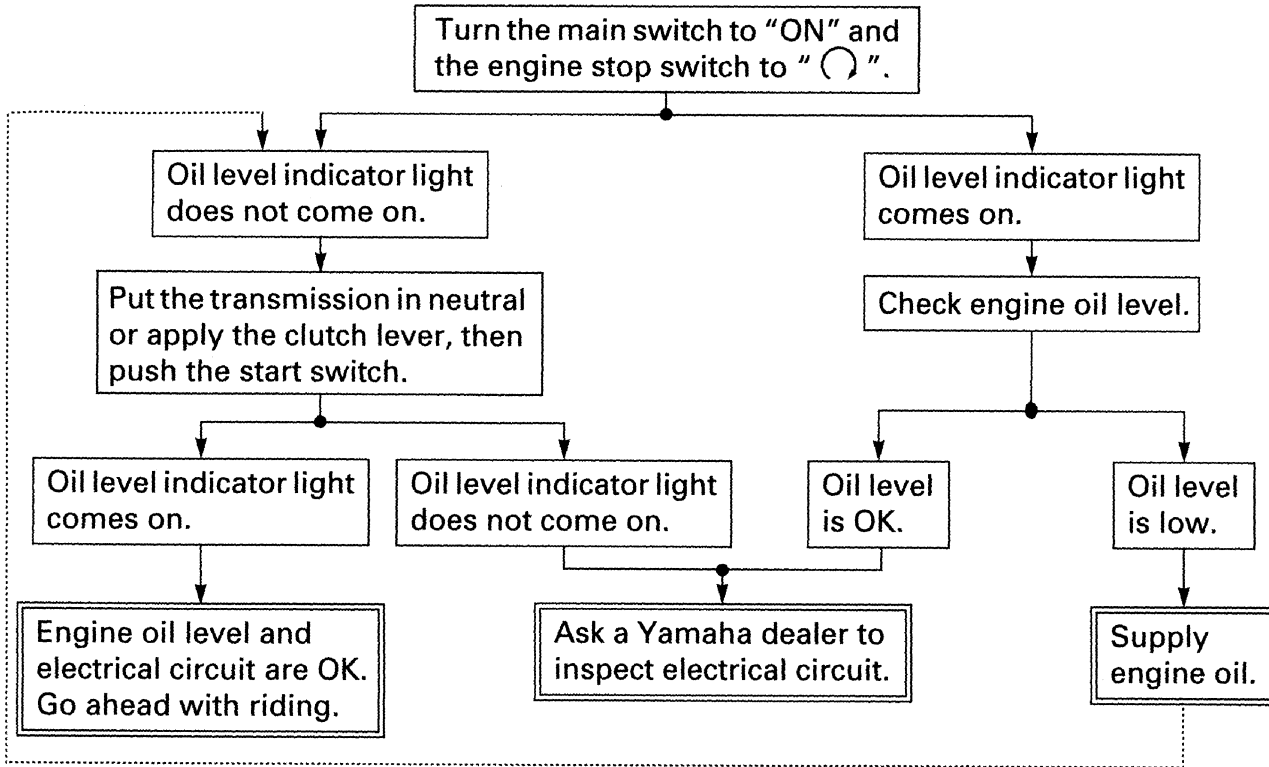 Turn the main switch to “ON” and
the engine stop switch to “ ”.
Oil level indicator light
does not come on.
Oil level indicator light
comes on.
Put the transmission in neutral
or apply the clutch lever, then
push the start switch.
Check engine oil level.
Oil level indicator light
comes on.
Oil level indicator light
does not come on.
Oil level
is OK.
Oil level
is low.
Engine oil level and
electrical circuit are OK.
Go ahead with riding.
Ask a Yamaha dealer to
inspect electrical circuit.
Supply
engine oil.